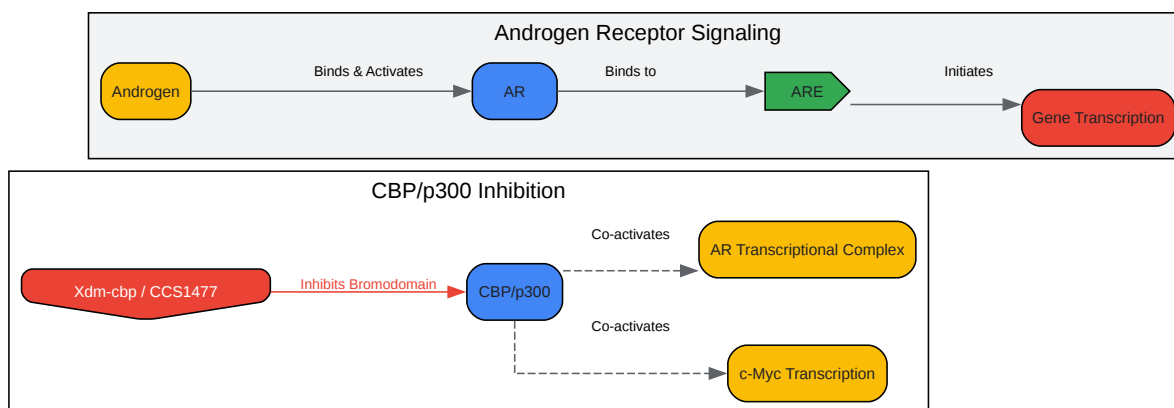 Androgen Receptor Signaling
Binds & Activates
Binds to
Initiates
Androgen
AR
ARE
Gene Transcription
CBP/p300 Inhibition
Co-activates
AR Transcriptional Complex
Xdm-cbp / CCS1477
Inhibits Bromodomain
CBP/p300
Co-activates
c-Myc Transcription